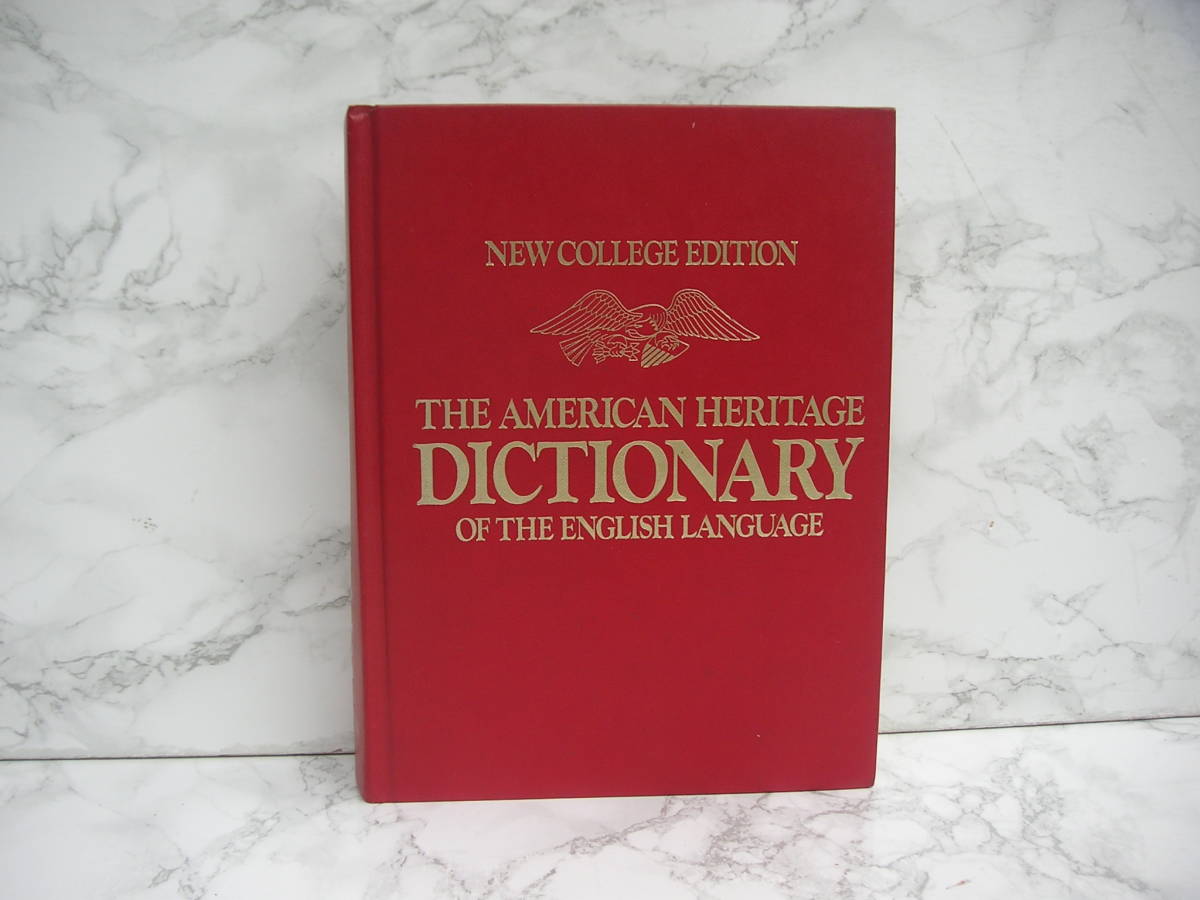 NEW COLLEGE EDITION
THE AMERICAN HERITAGE
DICTIONARY
OF THE ENGLISH LANGUAGE